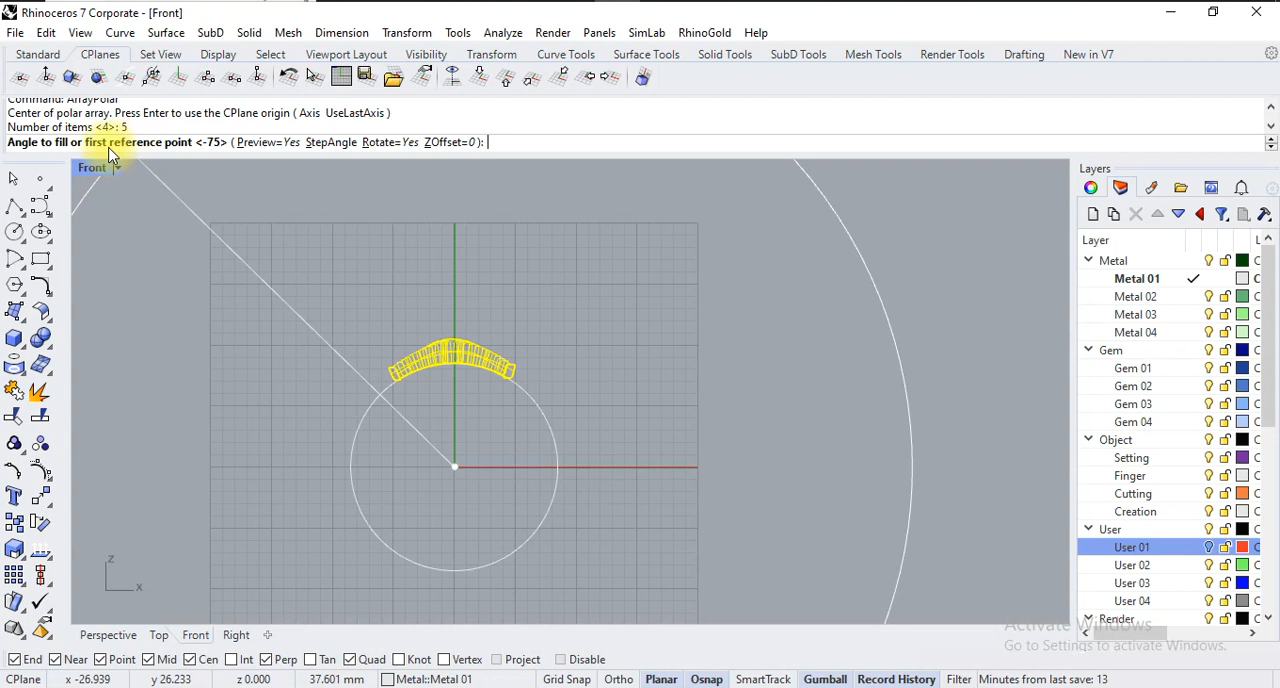 Rhinoceros 7 Corporate - [Front]
File Edit View Curve Surface SubD Solid Mesh Dimension Transform Tools Analyze Render Panels SimLab RhinoGold Help
Standard CPlanes Set View Display Select Viewport Layout Visibility Transform Curve Tools Surface Tools Solid Tools SubD Tools Mesh Tools Render Tools Drafting New in V7
Command: ArrayPolar
Center of polar array. Press Enter to use the CPlane origin ( Axis UseLastAxis )
Number of items <4>: 5
Angle to fill or first reference point <-75> ( Preview=Yes StepAngle Rotate=Yes ZOffset=0 ):
Front
Layers
Layer L
Metal C
Metal 01 C
Metal 02 C
Metal 03 C
Metal 04 C
Gem C
Gem 01 C
Gem 02 C
Gem 03 C
Gem 04 C
Object C
Setting C
Finger C
Cutting C
Creation C
User C
User 01 C
User 02 C
User 03 C
User 04 C
Render C
z
x
Activate Windows
Go to Settings to activate Windows.
Perspective Top Front Right
End Near Point Mid Cen Int Perp Tan Quad Knot Vertex Project Disable
CPlane x -26.939 y 26.233 z 0.000 37.601 mm Metal::Metal 01 Grid Snap Ortho Planar Osnap SmartTrack Gumball Record History Filter Minutes from last save: 13